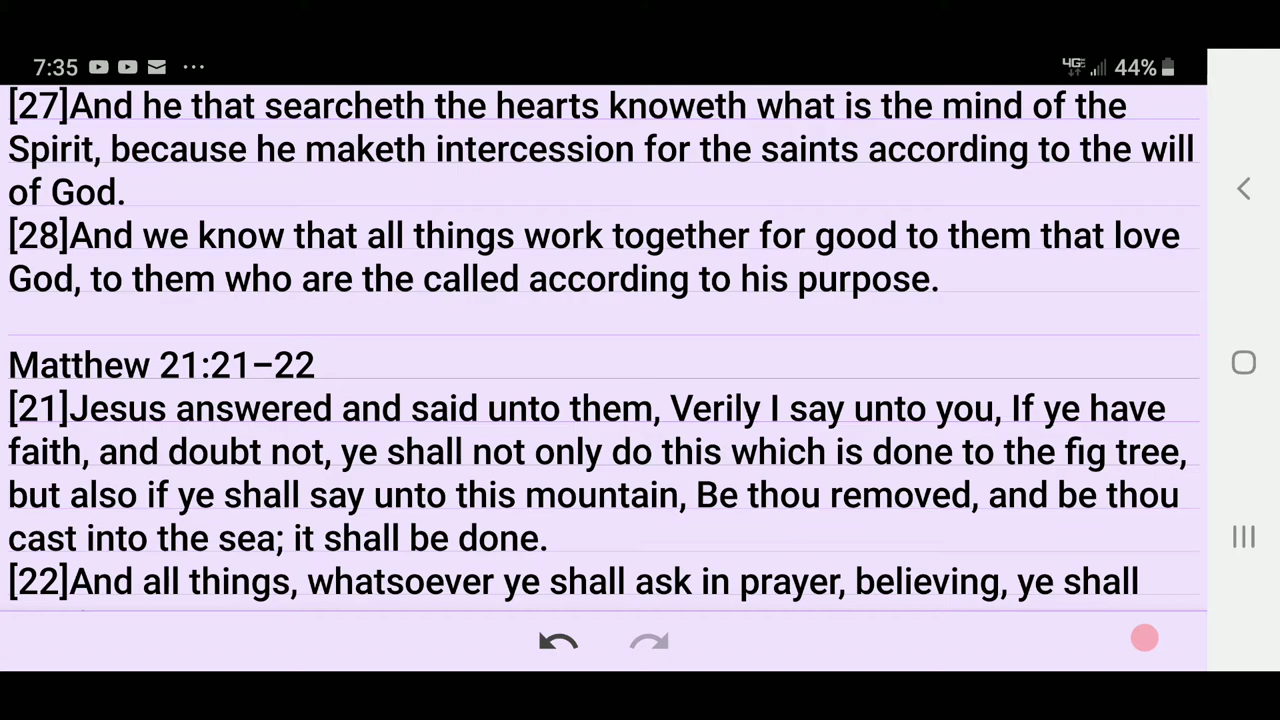 7:35 ... 4GE 44%
[27]And he that searcheth the hearts knoweth what is the mind of the
Spirit, because he maketh intercession for the saints according to the will
of God.
[28]And we know that all things work together for good to them that love
God, to them who are the called according to his purpose.
Matthew 21:21–22
[21]Jesus answered and said unto them, Verily I say unto you, If ye have
faith, and doubt not, ye shall not only do this which is done to the fig tree,
but also if ye shall say unto this mountain, Be thou removed, and be thou
cast into the sea; it shall be done.
[22]And all things, whatsoever ye shall ask in prayer, believing, ye shall